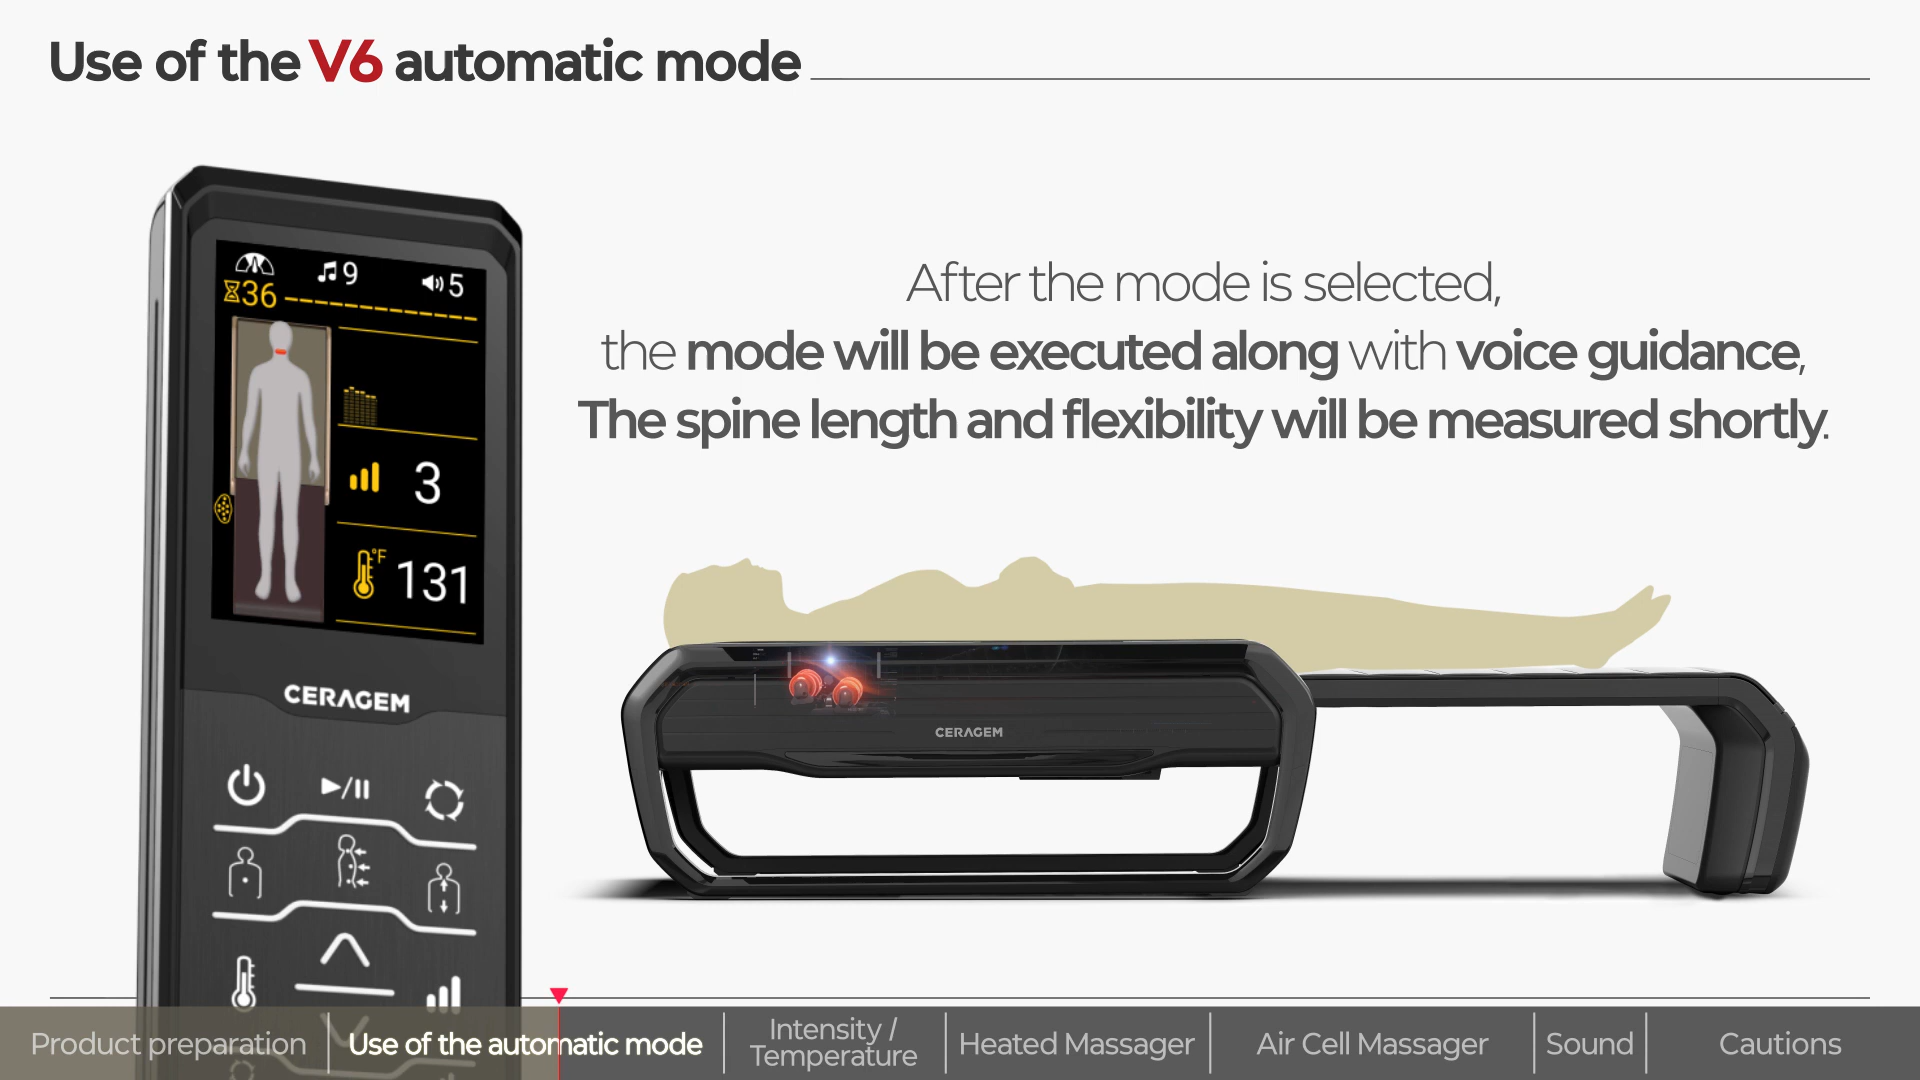 Use of the V6 automatic mode
9
5
36
3
°F
131
CERAGEM
After the mode is selected,
the mode will be executed along with voice guidance,
The spine length and flexibility will be measured shortly.
CERAGEM
Product preparation
Use of the automatic mode
Intensity /
Temperature
Heated Massager
Air Cell Massager
Sound
Cautions